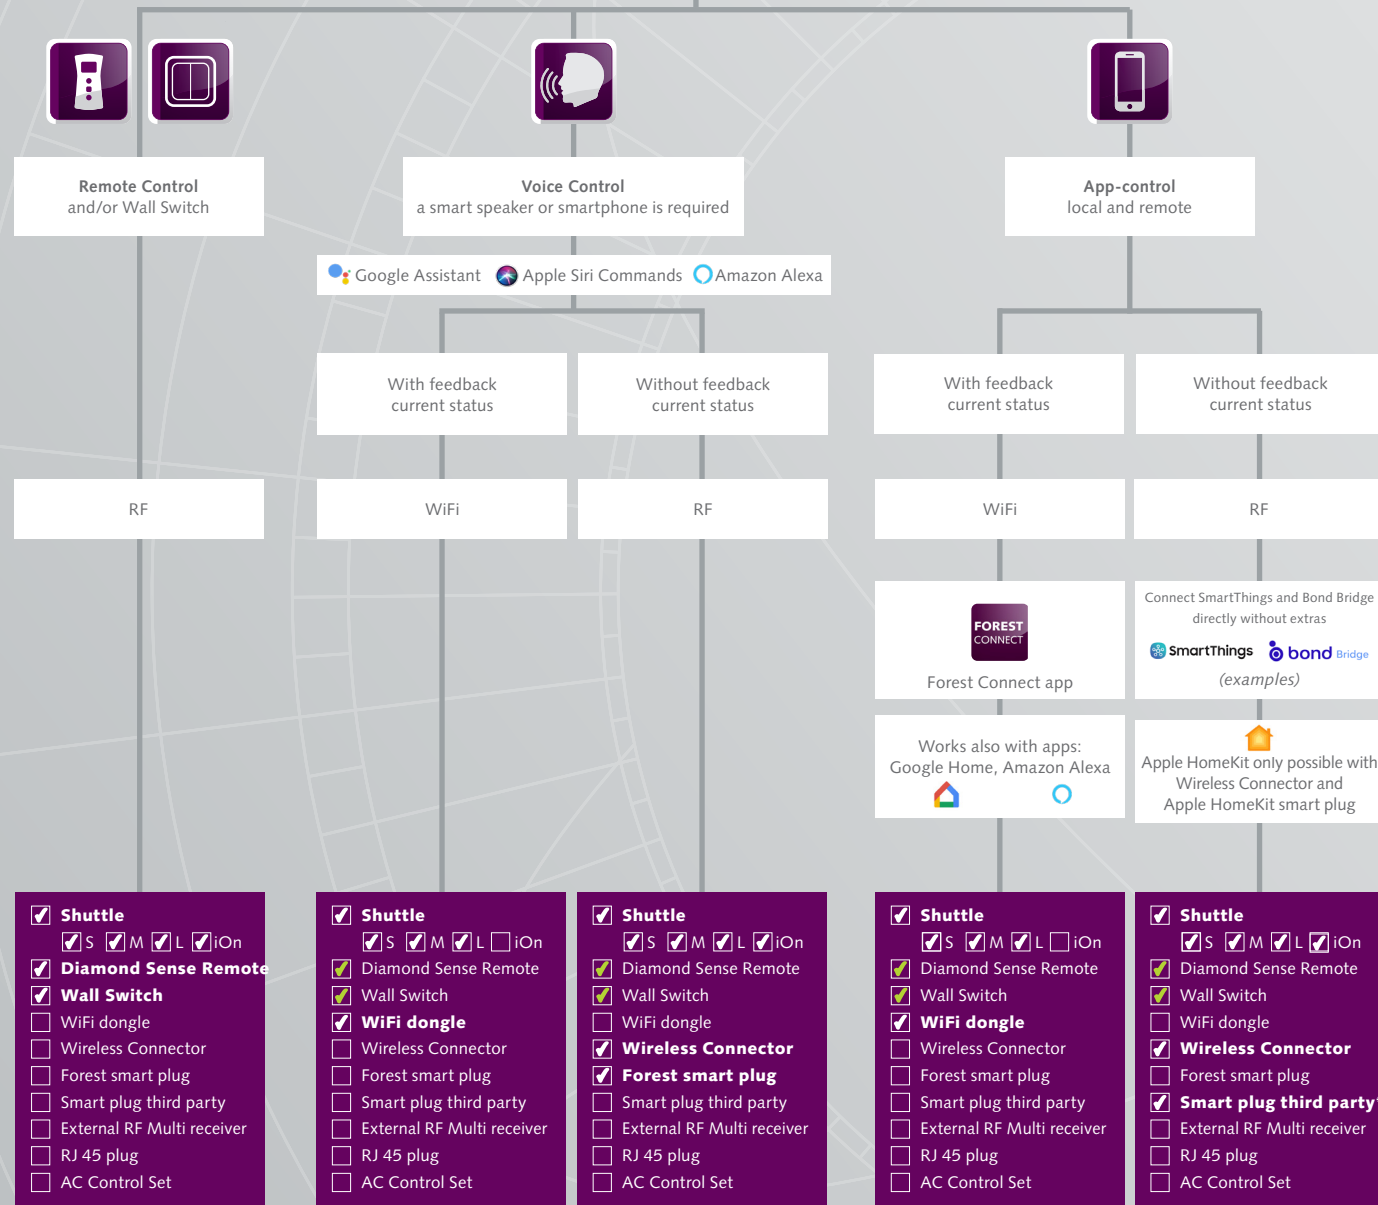 Remote Control
and/or Wall Switch
Voice Control
a smart speaker or smartphone is required
App-control
local and remote
Google Assistant Apple Siri Commands Amazon Alexa
With feedback
current status
Without feedback
current status
With feedback
current status
Without feedback
current status
RF
WiFi
RF
WiFi
RF
FOREST
CONNECT
Forest Connect app
Connect SmartThings and Bond Bridge
directly without extras
SmartThings bond Bridge
(examples)
Works also with apps:
Google Home, Amazon Alexa
Apple HomeKit only possible with
Wireless Connector and
Apple HomeKit smart plug
Shuttle
S M L iOn
Diamond Sense Remote
Wall Switch
WiFi dongle
Wireless Connector
Forest smart plug
Smart plug third party
External RF Multi receiver
RJ 45 plug
AC Control Set
Shuttle
S M L iOn
Diamond Sense Remote
Wall Switch
WiFi dongle
Wireless Connector
Forest smart plug
Smart plug third party
External RF Multi receiver
RJ 45 plug
AC Control Set
Shuttle
S M L iOn
Diamond Sense Remote
Wall Switch
WiFi dongle
Wireless Connector
Forest smart plug
Smart plug third party
External RF Multi receiver
RJ 45 plug
AC Control Set
Shuttle
S M L iOn
Diamond Sense Remote
Wall Switch
WiFi dongle
Wireless Connector
Forest smart plug
Smart plug third party
External RF Multi receiver
RJ 45 plug
AC Control Set
Shuttle
S M L iOn
Diamond Sense Remote
Wall Switch
WiFi dongle
Wireless Connector
Forest smart plug
Smart plug third party*
External RF Multi receiver
RJ 45 plug
AC Control Set